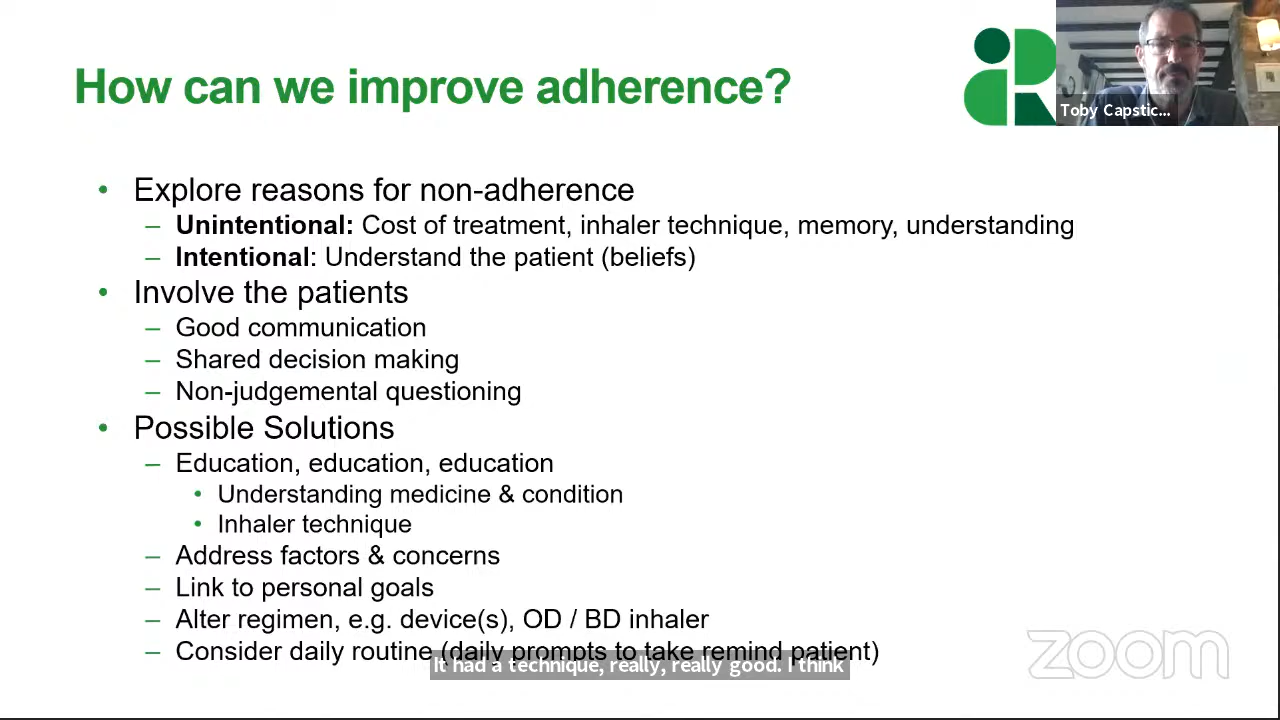 How can we improve adherence?
Toby Capstic...
• Explore reasons for non-adherence
– Unintentional: Cost of treatment, inhaler technique, memory, understanding
– Intentional: Understand the patient (beliefs)
• Involve the patients
– Good communication
– Shared decision making
– Non-judgemental questioning
• Possible Solutions
– Education, education, education
• Understanding medicine & condition
• Inhaler technique
– Address factors & concerns
– Link to personal goals
– Alter regimen, e.g. device(s), OD / BD inhaler
– Consider daily routine (daily prompts to take remind patient)
It had a technique, really, really good. I think
zoom